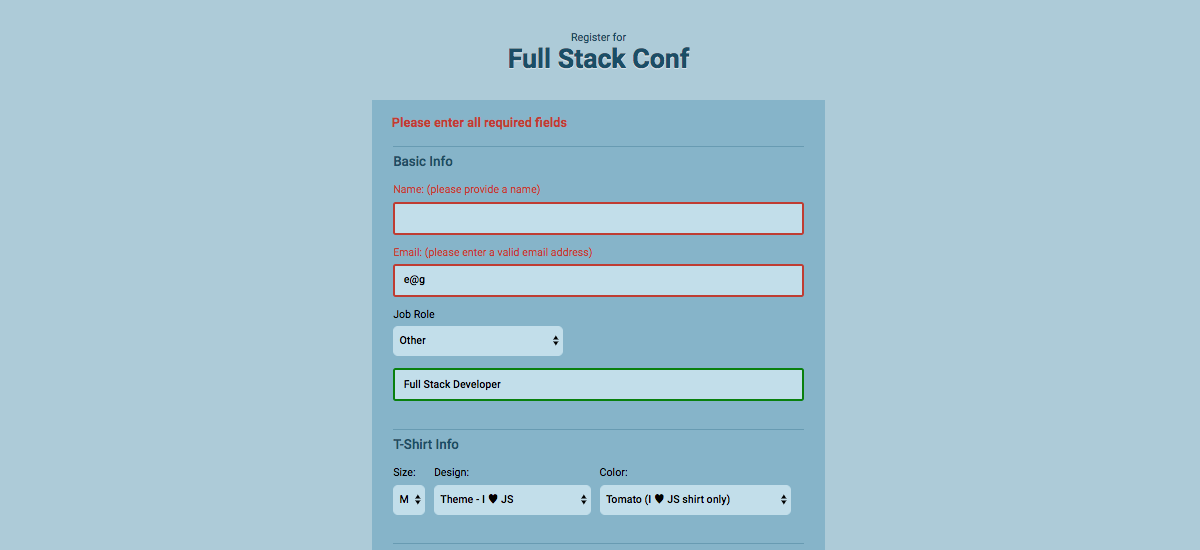 Register for
Full Stack Conf
Please enter all required fields
Basic Info
Name: (please provide a name)
Email: (please enter a valid email address)
e@g
Job Role
Other
Full Stack Developer
T-Shirt Info
Size: Design: Color:
M Theme - I ♥ JS Tomato (I ♥ JS shirt only)